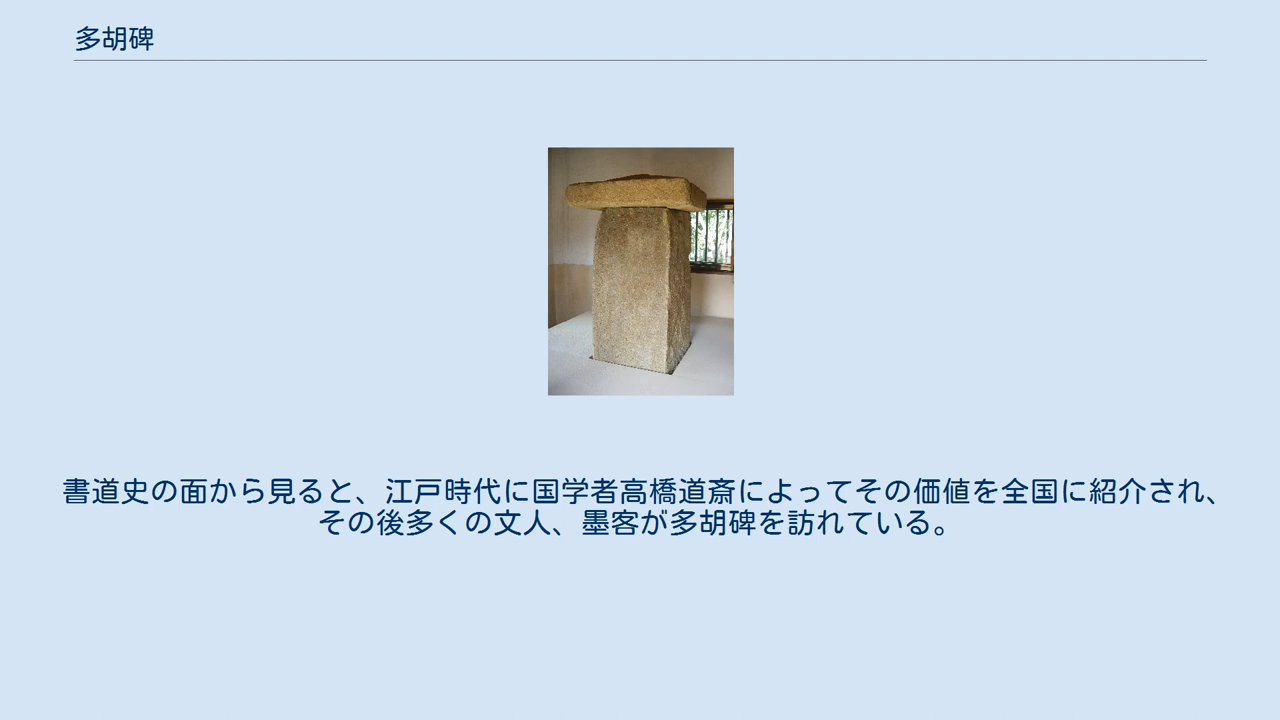 多胡碑
書道史の面から見ると、江戸時代に国学者高橋道斎によってその価値を全国に紹介され、
その後多くの文人、墨客が多胡碑を訪れている。